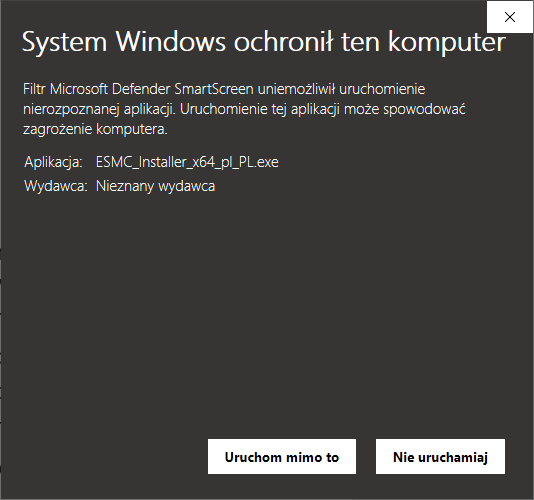 System Windows ochronił ten komputer
Filtr Microsoft Defender SmartScreen uniemożliwił uruchomienie
nierozpoznanej aplikacji. Uruchomienie tej aplikacji może spowodować
zagrożenie komputera.
Aplikacja: ESMC_Installer_x64_pl_PL.exe
Wydawca: Nieznany wydawca
Uruchom mimo to
Nie uruchamiaj